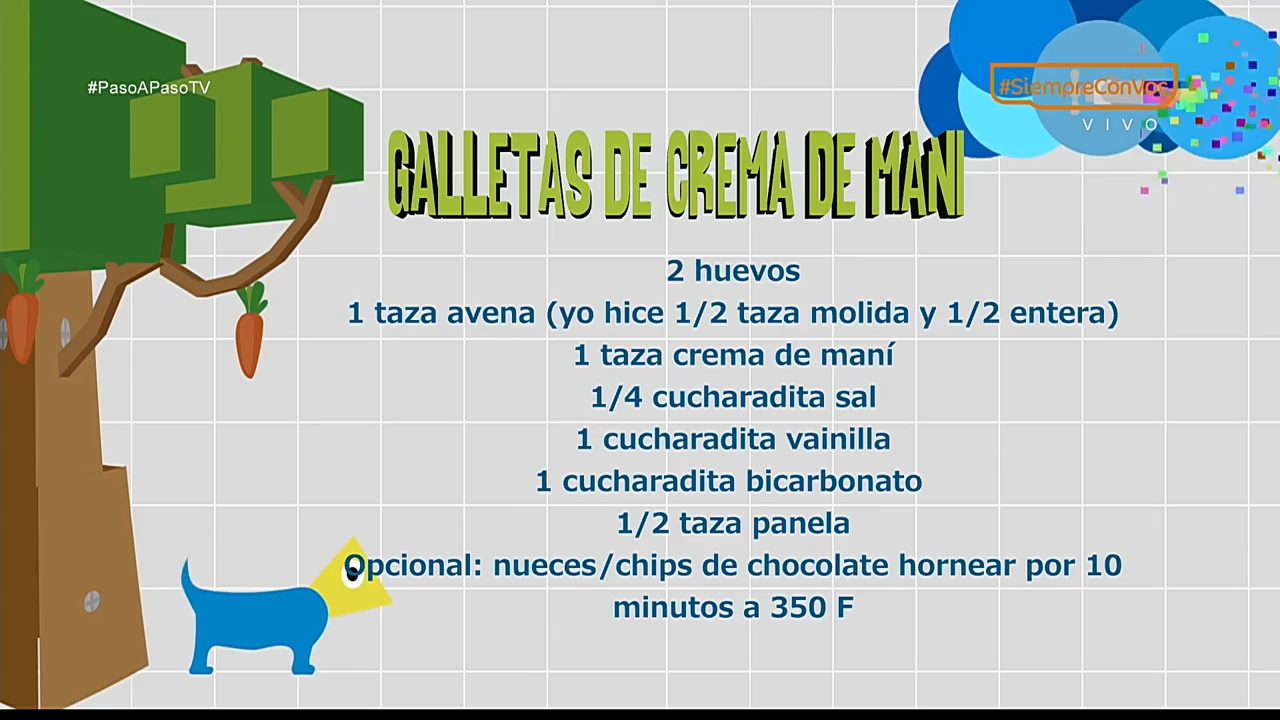 #PasoAPasoTV
#SiempreConVos
VIVO
GALLETAS DE CREMA DE MANI
2 huevos
1 taza avena (yo hice 1/2 taza molida y 1/2 entera)
1 taza crema de maní
1/4 cucharadita sal
1 cucharadita vainilla
1 cucharadita bicarbonato
1/2 taza panela
Opcional: nueces/chips de chocolate hornear por 10
minutos a 350 F